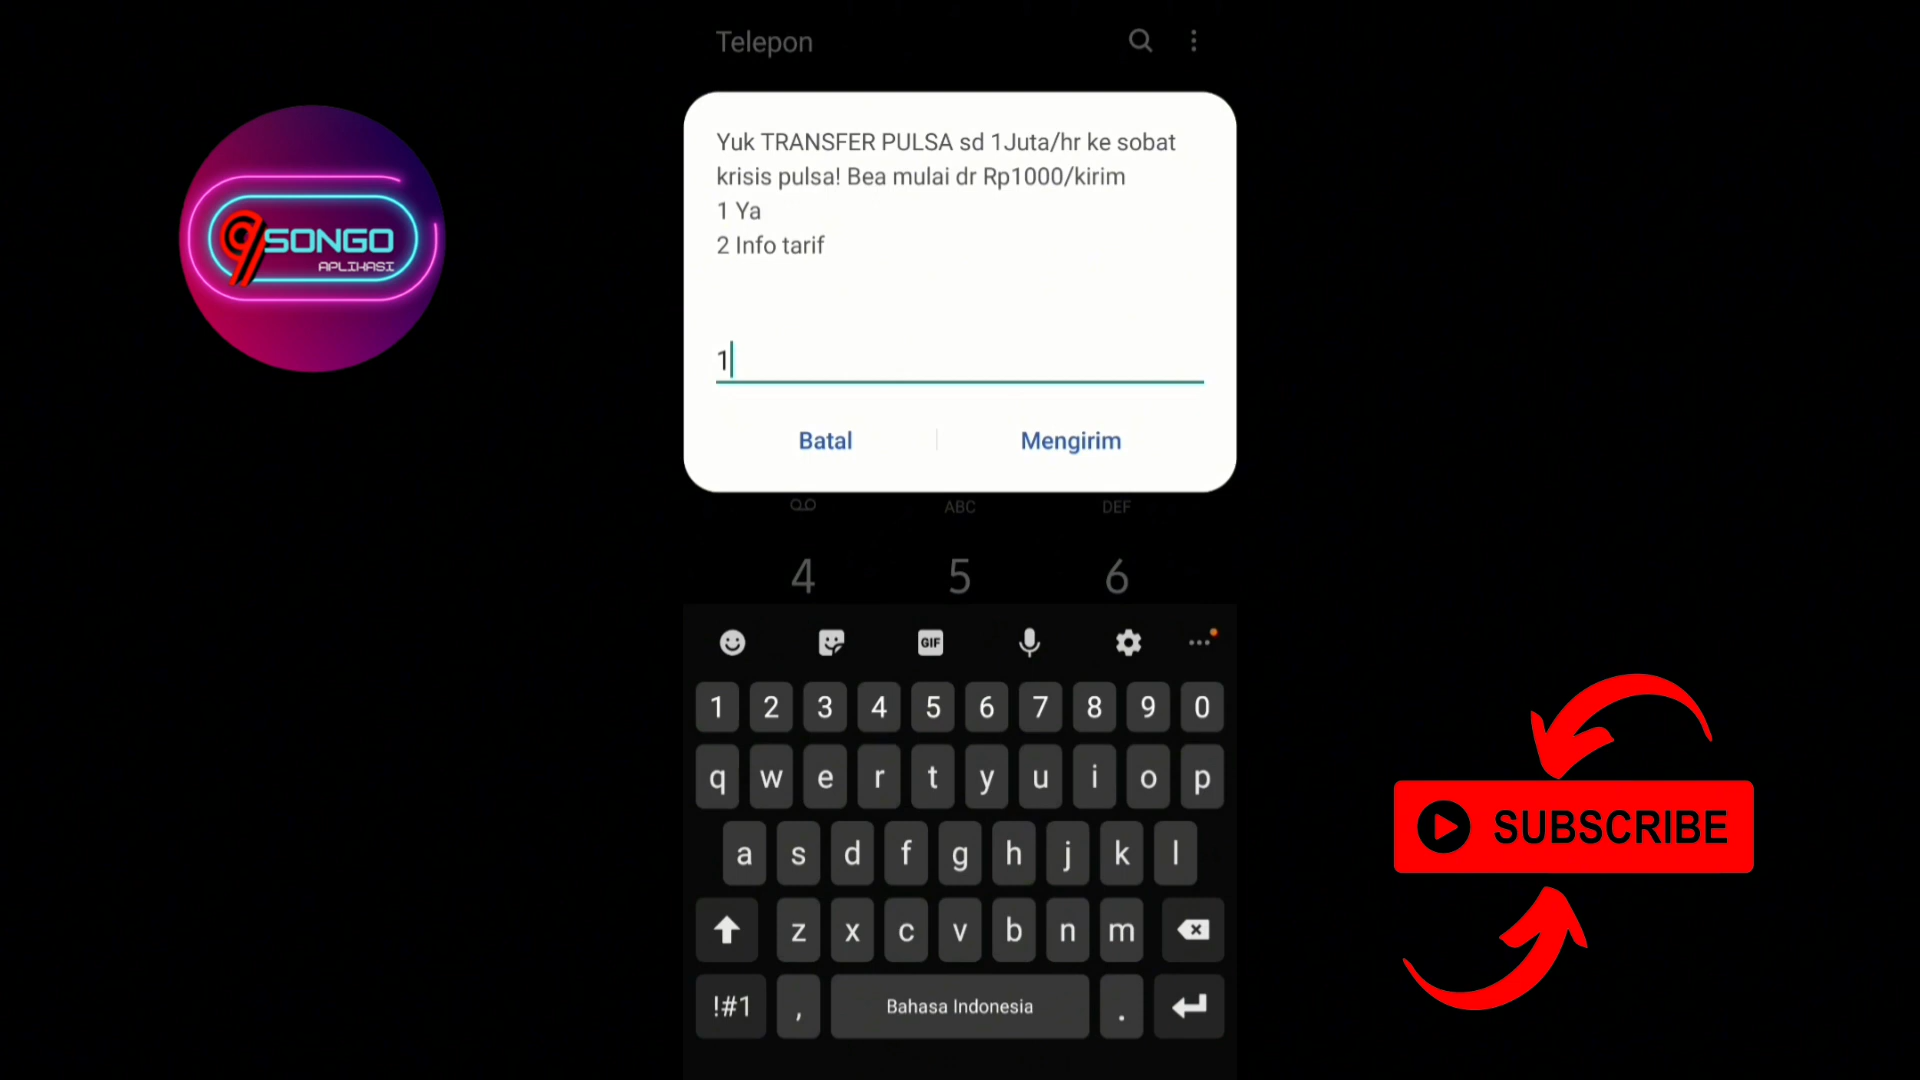 Telepon
SONGO
APLIKASI
Yuk TRANSFER PULSA sd 1Juta/hr ke sobat
krisis pulsa! Bea mulai dr Rp1000/kirim
1 Ya
2 Info tarif
1
Batal
Mengirim
ABC
DEF
4 5 6
GIF
1 2 3 4 5 6 7 8 9 0
q w e r t y u i o p
a s d f g h j k l
z x c v b n m
!#1 , Bahasa Indonesia .
SUBSCRIBE